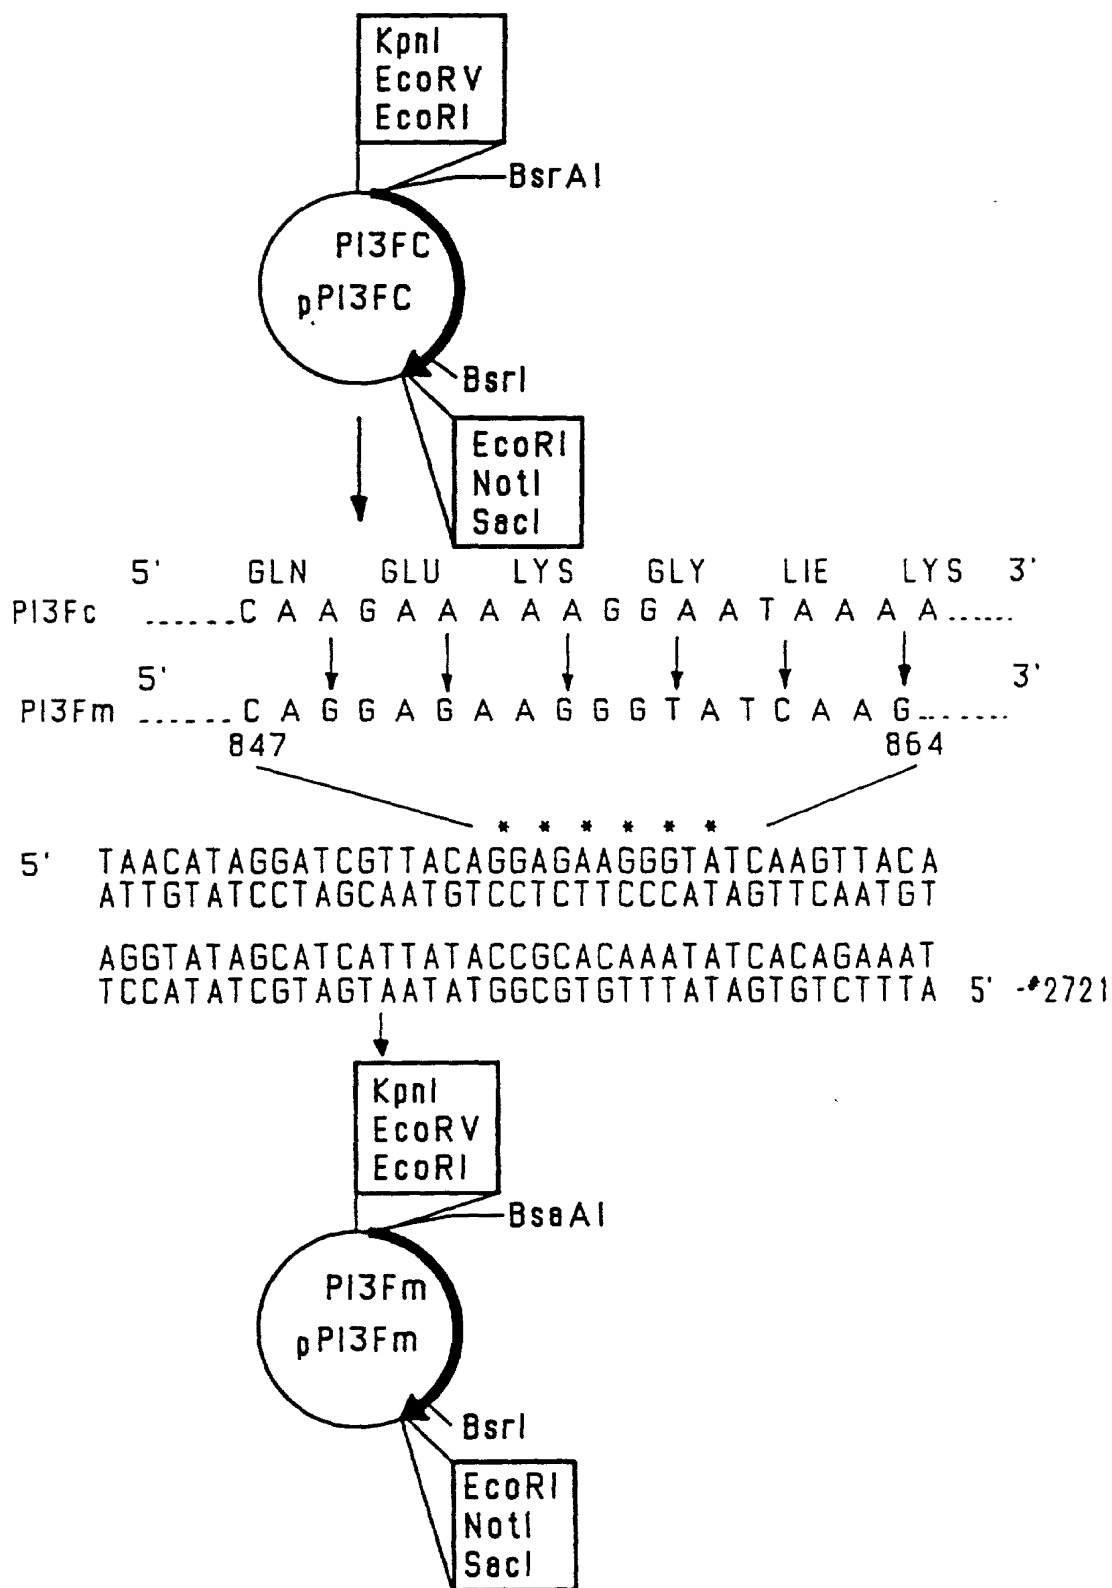 KpnI
EcoRV
EcoRI
BsrAI
PI3FC
pPI3FC
BsrI
EcoRI
NotI
SacI
5' GLN GLU LYS GLY LIE LYS 3'
PI3Fc ......C A A G A A A A A G G A A T A A A A......
5' 3'
PI3Fm ......C A G G A G A A G G G T A T C A A G......
847 864
* * * * * *
5' TAACATAGGATCGTTACAGGAGAAGGGTATCAAGTTACA
ATTGTATCCTAGCAATGTCCTCTTCCCATAGTTCAATGT
AGGTATAGCATCATTATACCGCACAAATATCACAGAAAT
TCCATATCGTAGTAATATGGCGTGTTTATAGTGTCTTTA 5' -#2721
KpnI
EcoRV
EcoRI
BsaAI
PI3Fm
pPI3Fm
BsrI
EcoRI
NotI
SacI